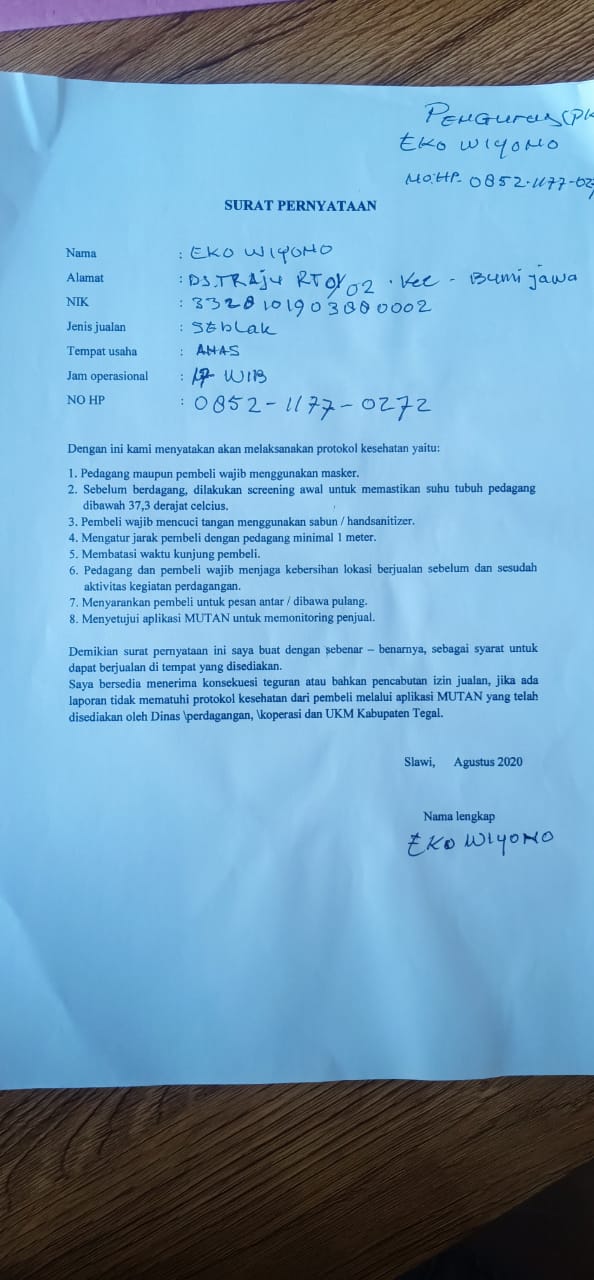 Pengurus (PK
EKO WIYONO
NO.HP- 0852-1177-027
SURAT PERNYATAAN
Nama : EKO WIYONO
Alamat : DS.TRAJU RT 01/02 . Kec - Bumi jawa
NIK : 3328101903880002
Jenis jualan : SEblak
Tempat usaha : ANAS
Jam operasional : 17 WIB
NO HP : 0852-1177-0272
Dengan ini kami menyatakan akan melaksanakan protokol kesehatan yaitu:
1. Pedagang maupun pembeli wajib menggunakan masker.
2. Sebelum berdagang, dilakukan screening awal untuk memastikan suhu tubuh pedagang
dibawah 37,3 derajat celcius.
3. Pembeli wajib mencuci tangan menggunakan sabun / handsanitizer.
4. Mengatur jarak pembeli dengan pedagang minimal 1 meter.
5. Membatasi waktu kunjung pembeli.
6. Pedagang dan pembeli wajib menjaga kebersihan lokasi berjualan sebelum dan sesudah
aktivitas kegiatan perdagangan.
7. Menyarankan pembeli untuk pesan antar / dibawa pulang.
8. Menyetujui aplikasi MUTAN untuk memonitoring penjual.
Demikian surat pernyataan ini saya buat dengan sebenar – benarnya, sebagai syarat untuk
dapat berjualan di tempat yang disediakan.
Saya bersedia menerima konsekuesi teguran atau bahkan pencabutan izin jualan, jika ada
laporan tidak mematuhi protokol kesehatan dari pembeli melalui aplikasi MUTAN yang telah
disediakan oleh Dinas \perdagangan, \koperasi dan UKM Kabupaten Tegal.
Slawi, Agustus 2020
Nama lengkap
EKO WIYONO